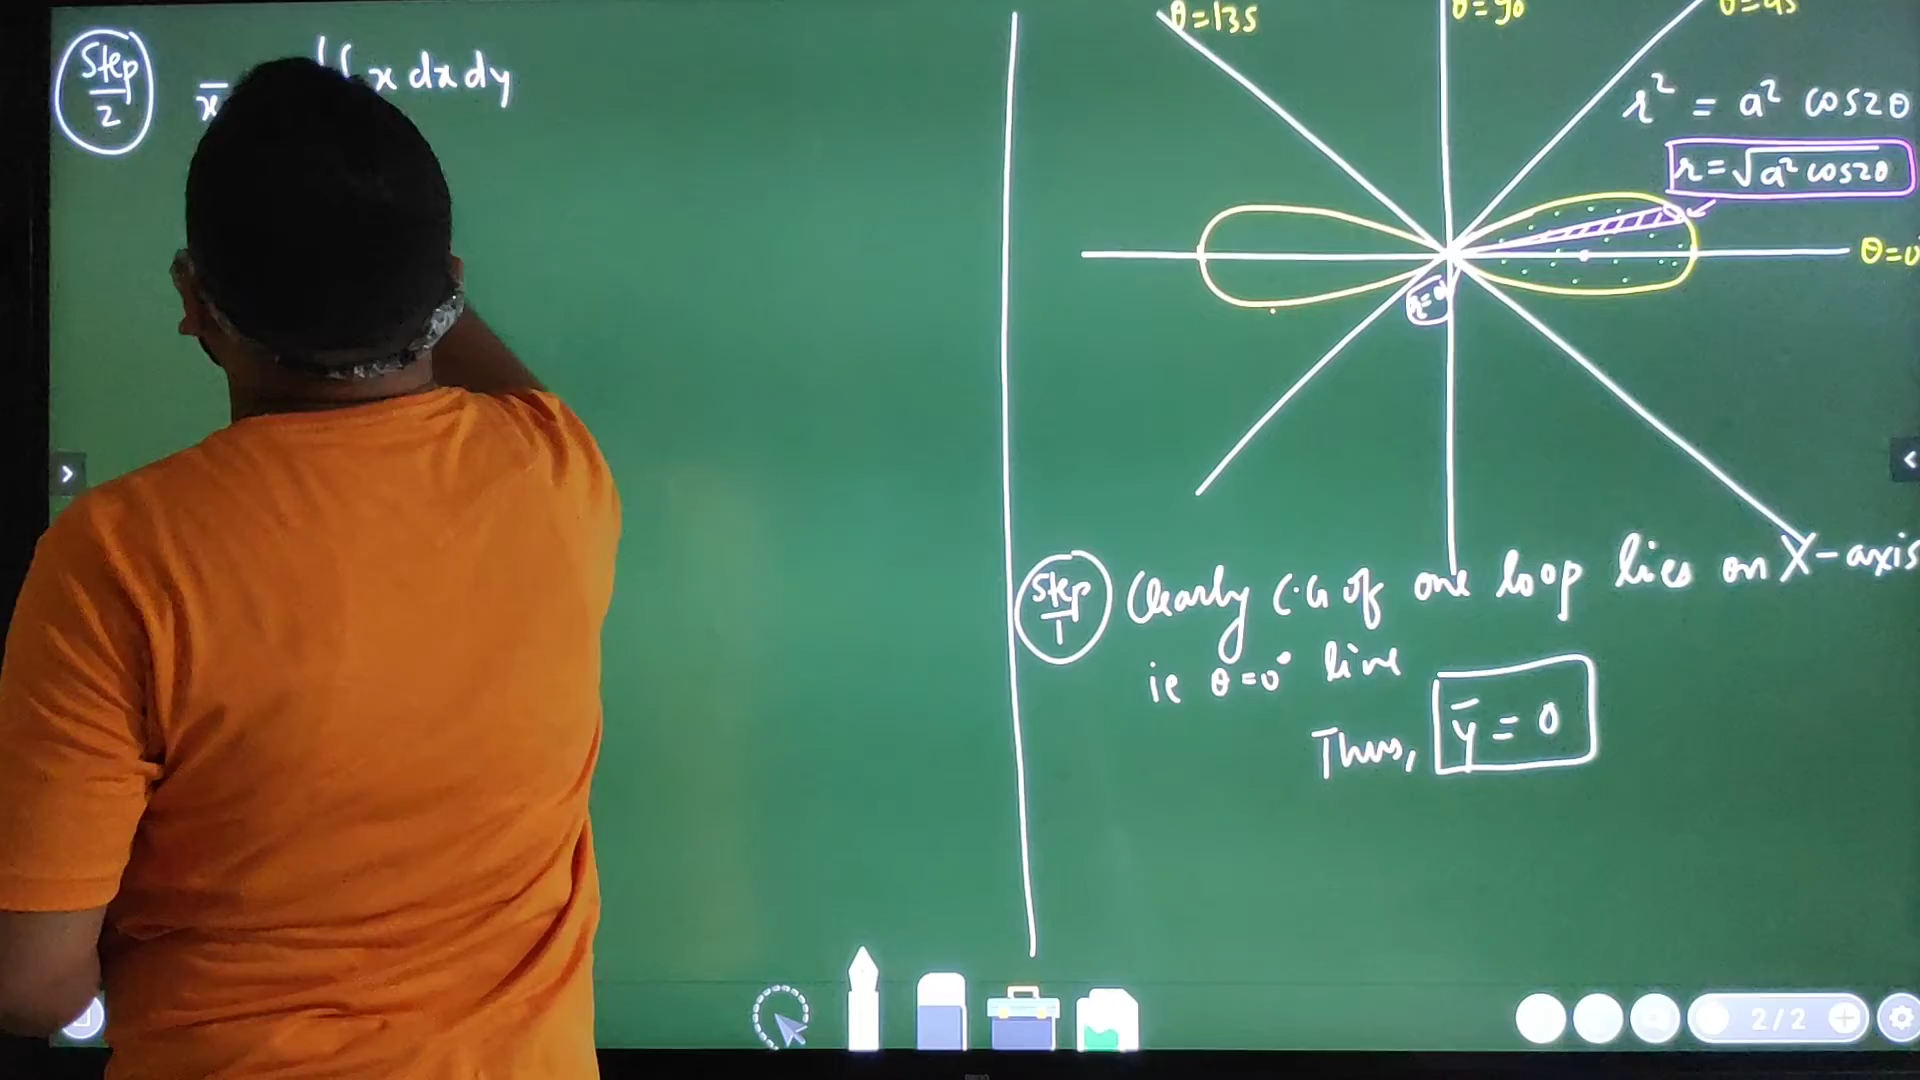 Step 2
x̄ ∫∫ x dx dy
θ=135
θ=90
θ=45
r² = a² cos2θ
r=√a² cos2θ
θ=0
r=0
Step 1 Clearly C.G of one loop lies on X-axis
ie θ=0° line
Thus, ȳ = 0
2/2